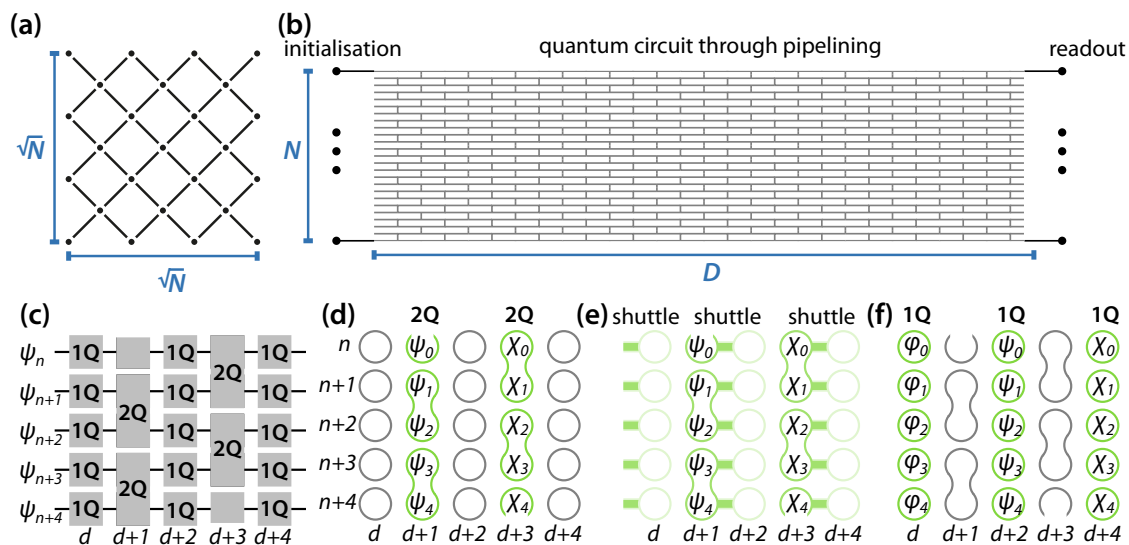 (a)
√N
√N
(b)
initialisation
quantum circuit through pipelining
readout
N
D
(c)
ψn 1Q 1Q 2Q 1Q
ψn+1 1Q 2Q 1Q 1Q
ψn+2 1Q 1Q 2Q 1Q
ψn+3 1Q 2Q 1Q 1Q
ψn+4 1Q 1Q 1Q
d d+1 d+2 d+3 d+4
(d)
2Q 2Q
n ψ0 χ0
n+1 ψ1 χ1
n+2 ψ2 χ2
n+3 ψ3 χ3
n+4 ψ4 χ4
d d+1 d+2 d+3 d+4
(e)
shuttle shuttle shuttle
ψ0 χ0
ψ1 χ1
ψ2 χ2
ψ3 χ3
ψ4 χ4
d d+1 d+2 d+3 d+4
(f)
1Q 1Q 1Q
φ0 ψ0 χ0
φ1 ψ1 χ1
φ2 ψ2 χ2
φ3 ψ3 χ3
φ4 ψ4 χ4
d d+1 d+2 d+3 d+4